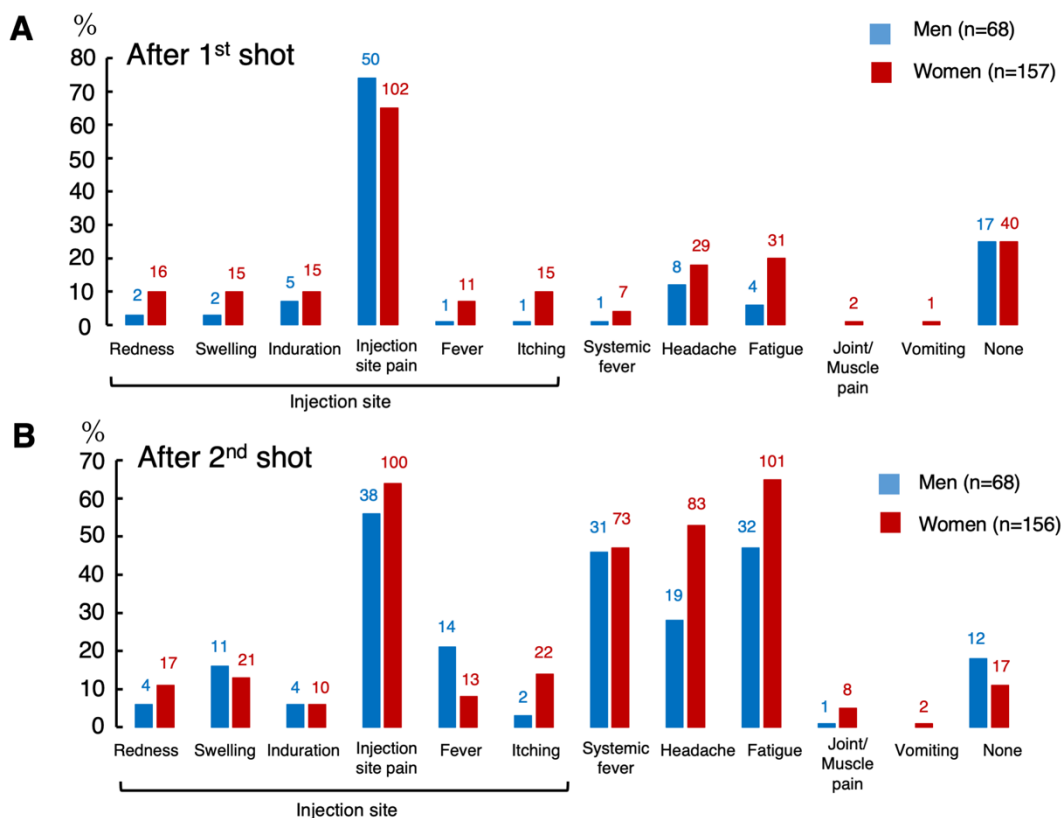 A
%
After 1st shot
Men (n=68)
Women (n=157)
80
70
60
50
40
30
20
10
0
2 16 2 15 5 15 50 102 1 11 1 15 1 7 8 29 4 31 2 1 17 40
Redness Swelling Induration Injection site pain Fever Itching Systemic fever Headache Fatigue Joint/ Muscle pain Vomiting None
Injection site
B
%
After 2nd shot
Men (n=68)
Women (n=156)
70
60
50
40
30
20
10
0
4 17 11 21 4 10 38 100 14 13 2 22 31 73 19 83 32 101 1 8 2 12 17
Redness Swelling Induration Injection site pain Fever Itching Systemic fever Headache Fatigue Joint/ Muscle pain Vomiting None
Injection site